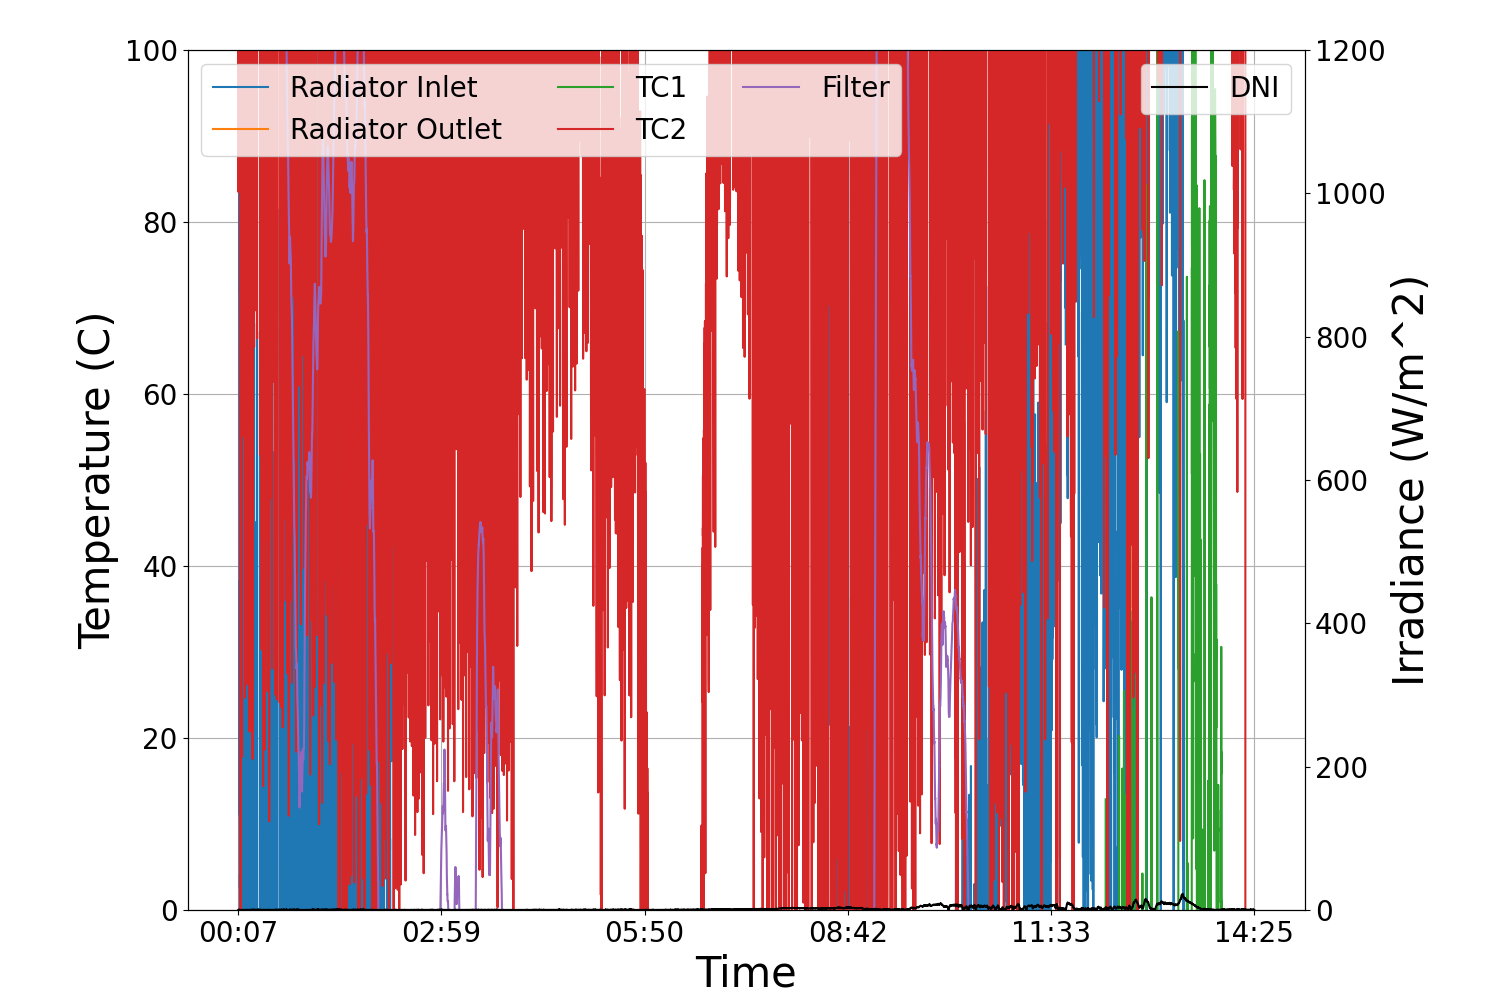 100
80
60
40
20
0
Temperature (C)
Radiator Inlet
Radiator Outlet
TC1
TC2
Filter
DNI
1200
1000
800
600
400
200
0
Irradiance (W/m^2)
00:07 02:59 05:50 08:42 11:33 14:25
Time